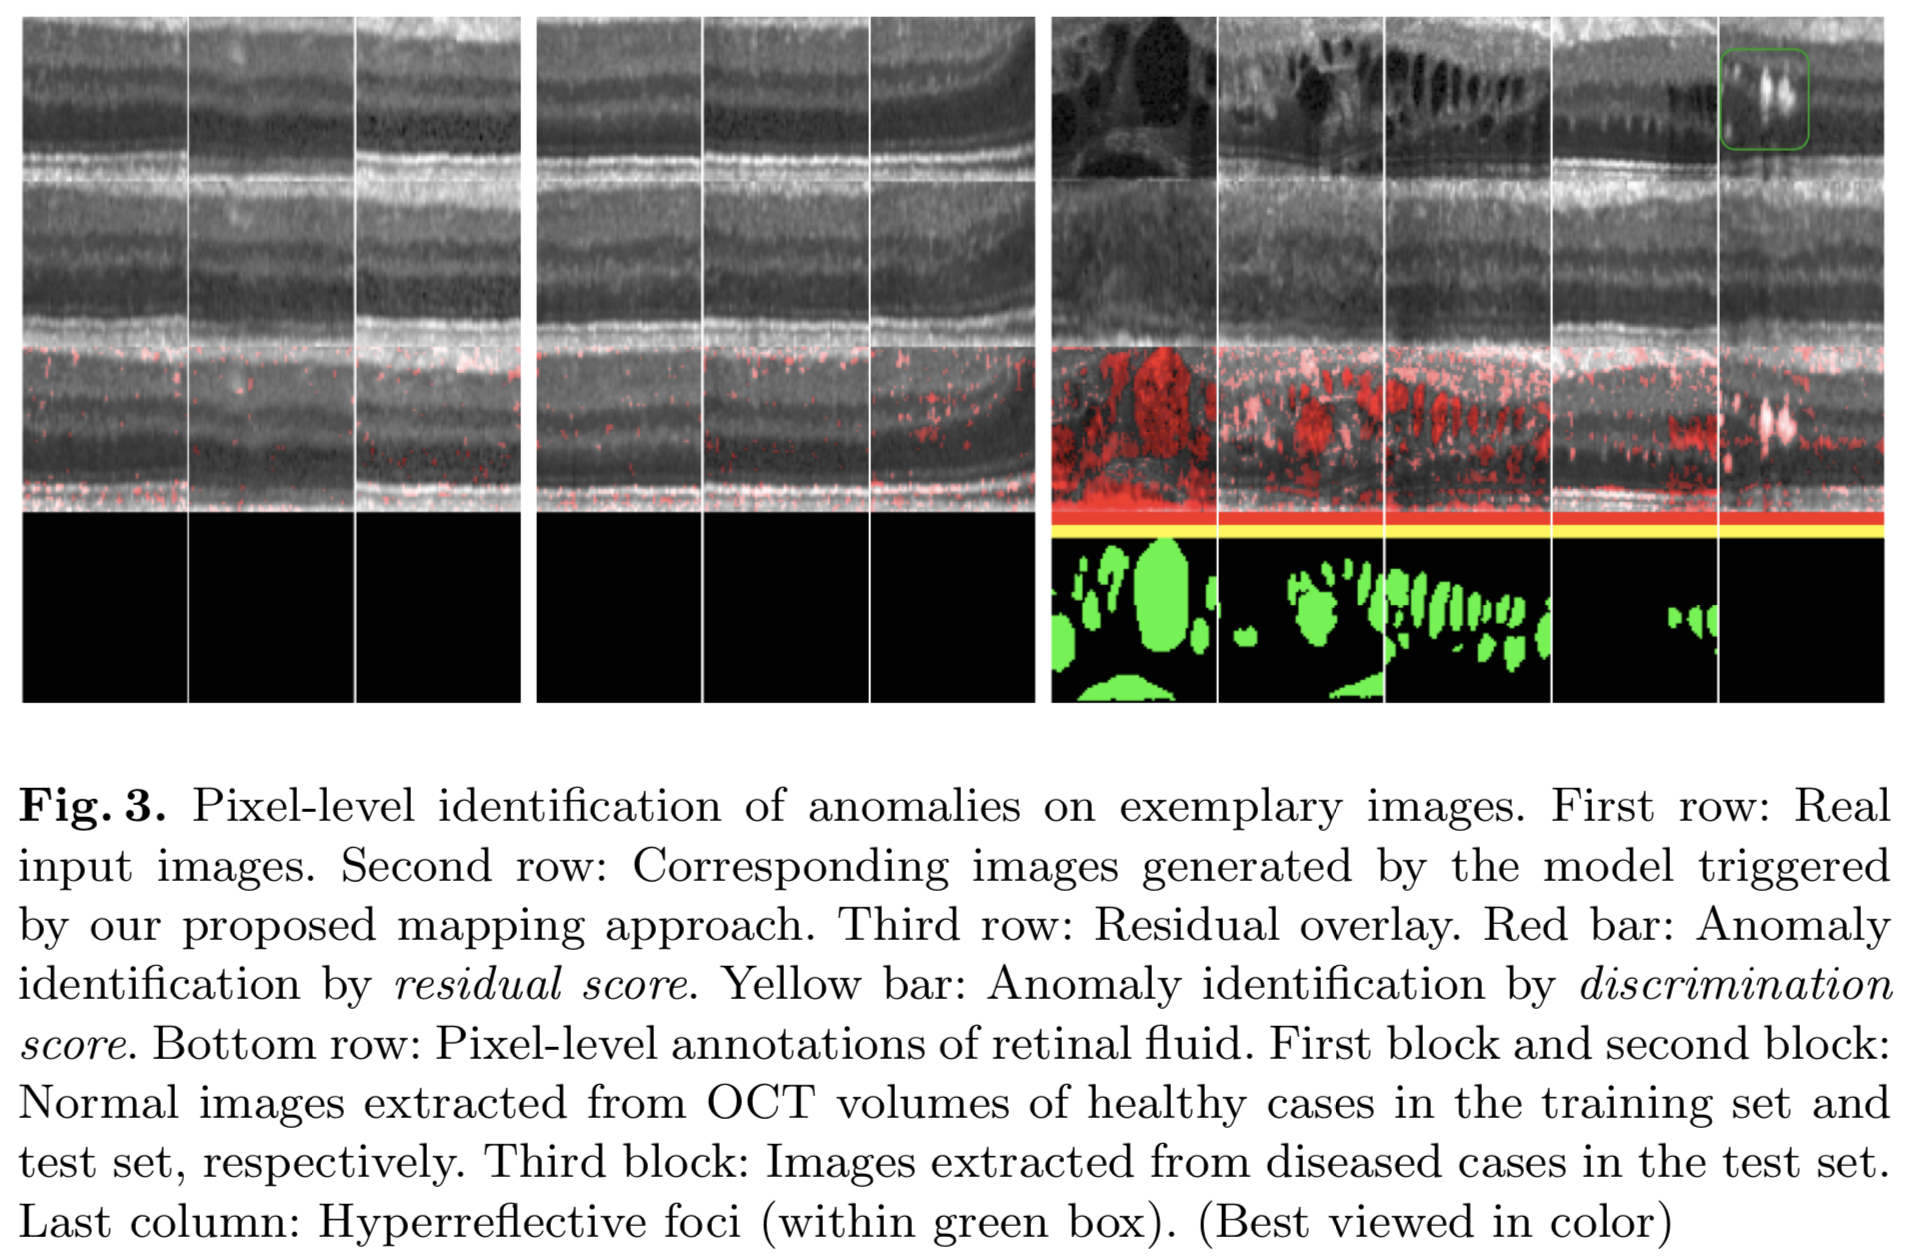 Fig. 3. Pixel-level identification of anomalies on exemplary images. First row: Real
input images. Second row: Corresponding images generated by the model triggered
by our proposed mapping approach. Third row: Residual overlay. Red bar: Anomaly
identification by residual score. Yellow bar: Anomaly identification by discrimination
score. Bottom row: Pixel-level annotations of retinal fluid. First block and second block:
Normal images extracted from OCT volumes of healthy cases in the training set and
test set, respectively. Third block: Images extracted from diseased cases in the test set.
Last column: Hyperreflective foci (within green box). (Best viewed in color)